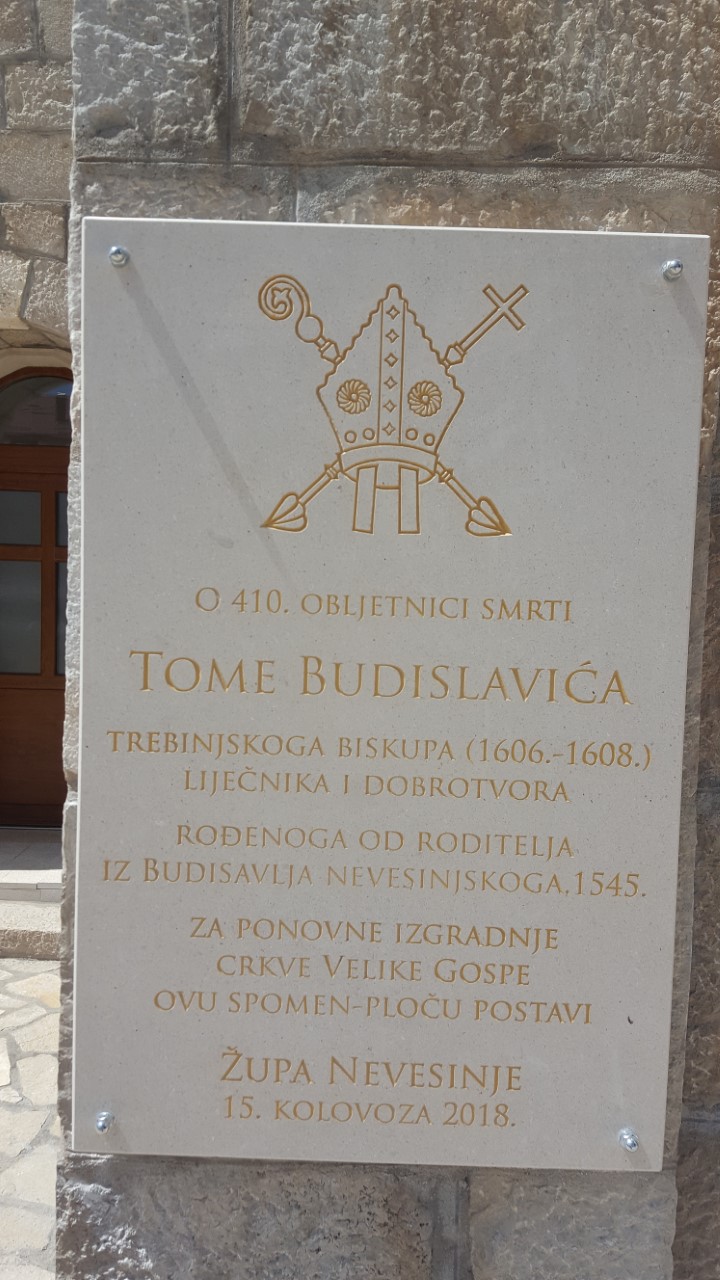 O 410. OBLJETNICI SMRTI
TOME BUDISLAVIĆA
TREBINJSKOGA BISKUPA (1606.-1608.)
LIJEČNIKA I DOBROTVORA
ROĐENOGA OD RODITELJA
IZ BUDISAVLJA NEVESINJSKOGA, 1545.
ZA PONOVNE IZGRADNJE
CRKVE VELIKE GOSPE
OVU SPOMEN-PLOČU POSTAVI
ŽUPA NEVESINJE
15. KOLOVOZA 2018.